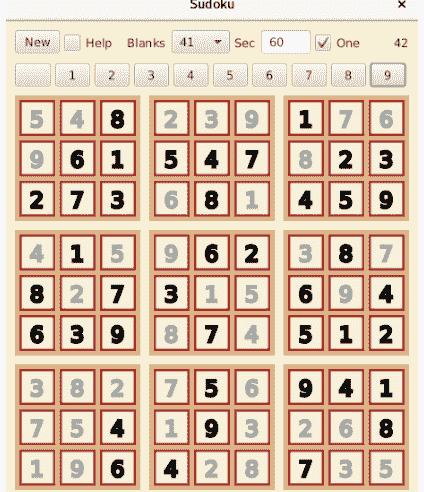 Sudoku ×
New Help Blanks 41 Sec 60 One 42
1 2 3 4 5 6 7 8 9
5 4 8 2 3 9 1 7 6
9 6 1 5 4 7 8 2 3
2 7 3 6 8 1 4 5 9
4 1 5 9 6 2 3 8 7
8 2 7 3 1 5 6 9 4
6 3 9 8 7 4 5 1 2
3 8 2 7 5 6 9 4 1
7 5 4 1 9 3 2 6 8
1 9 6 4 2 8 7 3 5